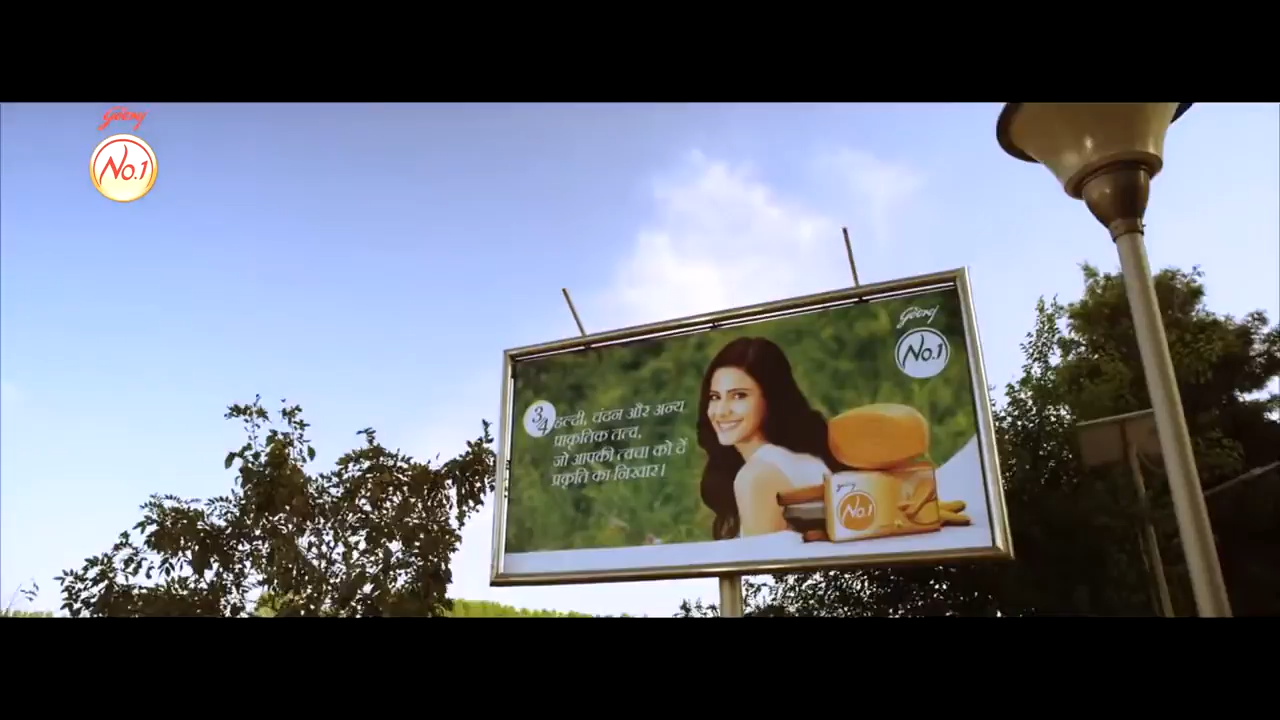 Godrej
No.1
Godrej
No.1
3/4 हल्दी, चंदन और अन्य
प्राकृतिक तत्व,
जो आपकी त्वचा को दें
प्रकृति का निखार।
Godrej
No.1